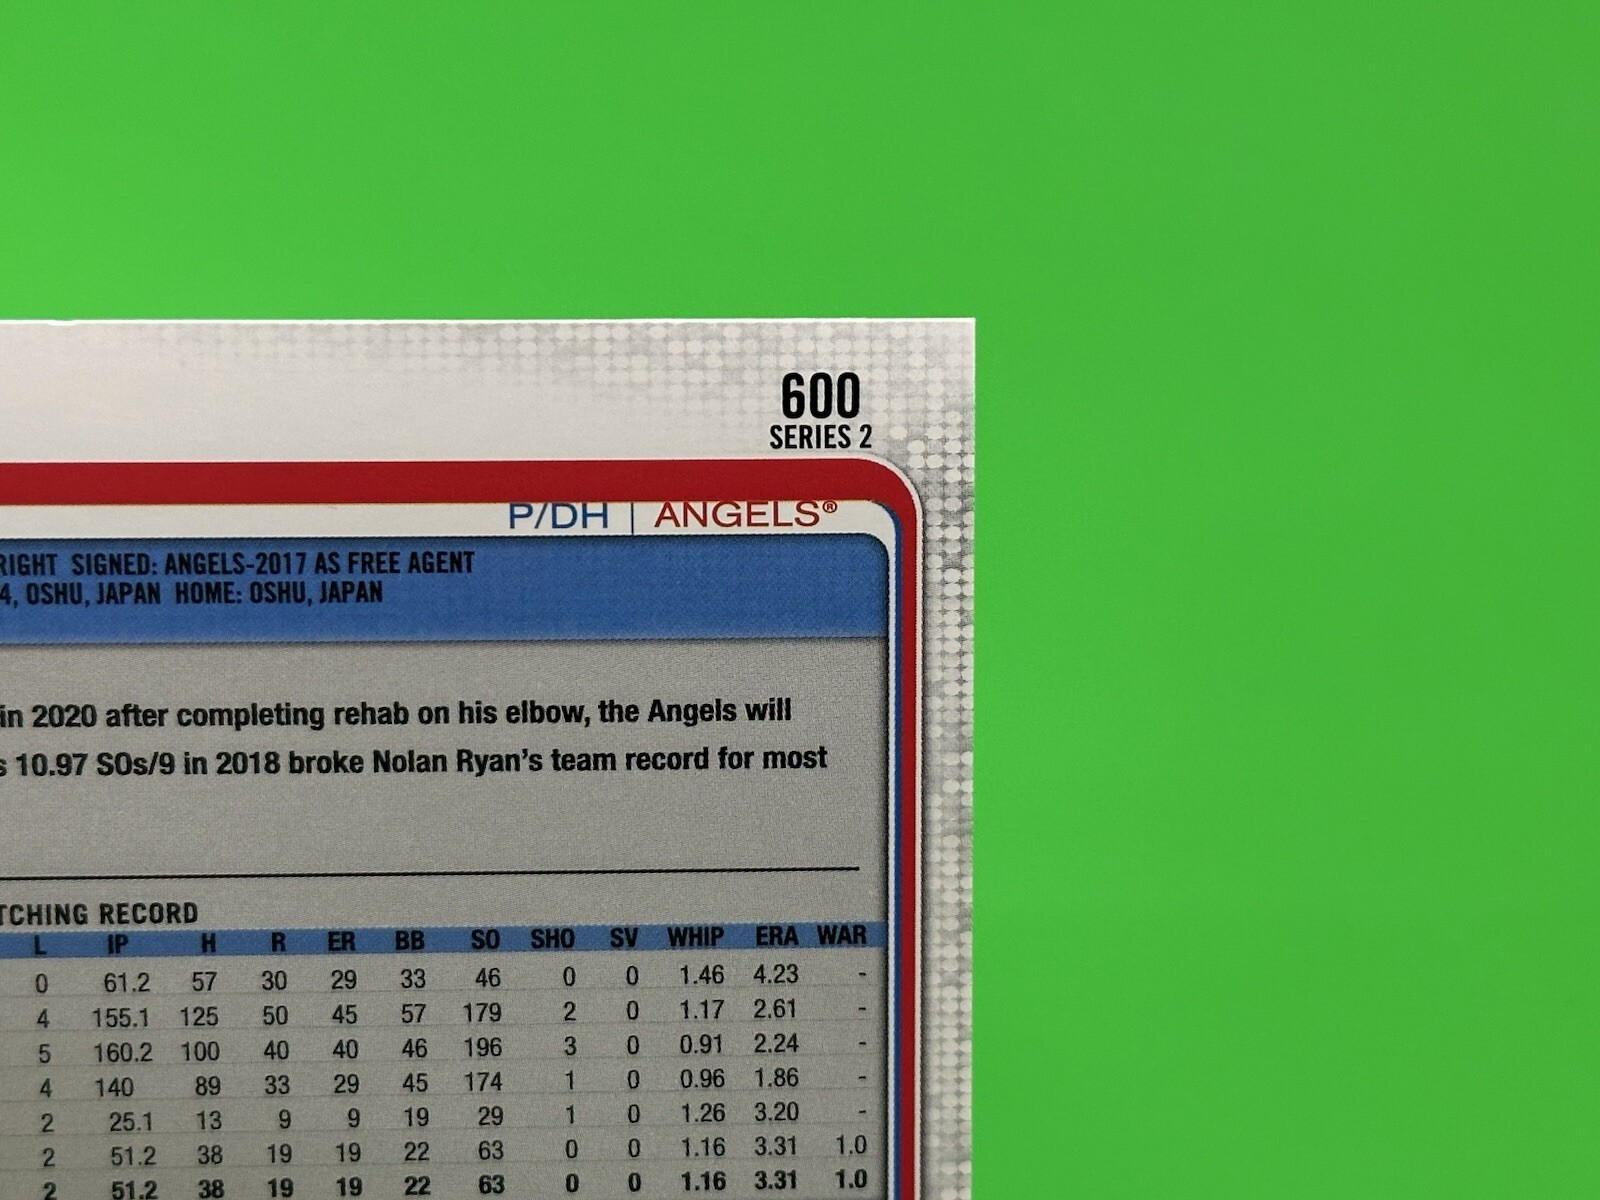 600
SERIES 2
P/DH | ANGELS®
RIGHT SIGNED: ANGELS-2017 AS FREE AGENT
4, OSHU, JAPAN HOME: OSHU, JAPAN
in 2020 after completing rehab on his elbow, the Angels will
s 10.97 SOs/9 in 2018 broke Nolan Ryan's team record for most
TCHING RECORD
L IP H R ER BB SO SHO SV WHIP ERA WAR
0 61.2 57 30 29 33 46 0 0 1.46 4.23 -
4 155.1 125 50 45 57 179 2 0 1.17 2.61 -
5 160.2 100 40 40 46 196 3 0 0.91 2.24 -
4 140 89 33 29 45 174 1 0 0.96 1.86 -
2 25.1 13 9 9 19 29 1 0 1.26 3.20 -
2 51.2 38 19 19 22 63 0 0 1.16 3.31 1.0
2 51.2 38 19 19 22 63 0 0 1.16 3.31 1.0